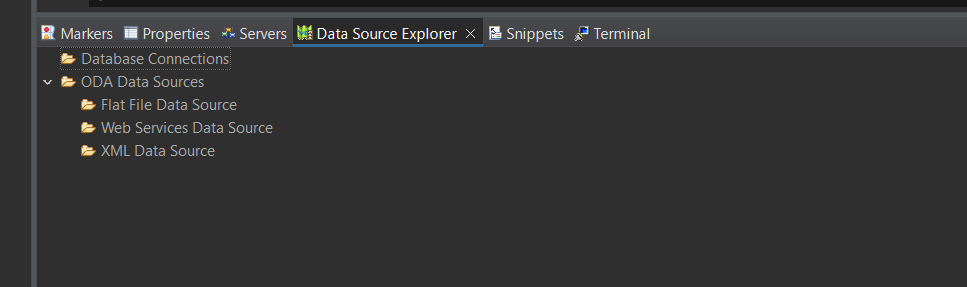 Markers Properties Servers Data Source Explorer Snippets Terminal
Database Connections
ODA Data Sources
Flat File Data Source
Web Services Data Source
XML Data Source